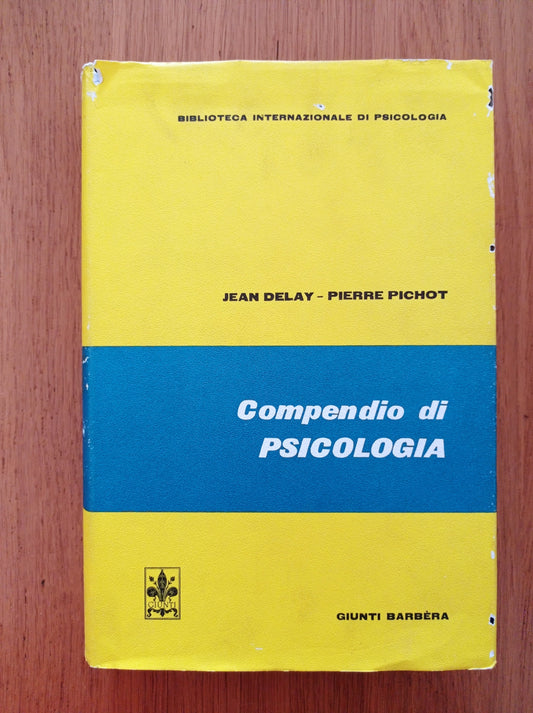 BIBLIOTECA INTERNAZIONALE DI PSICOLOGIA
JEAN DELAY - PIERRE PICHOT
Compendio di
PSICOLOGIA
GIUNTI
GIUNTI BARBÈRA